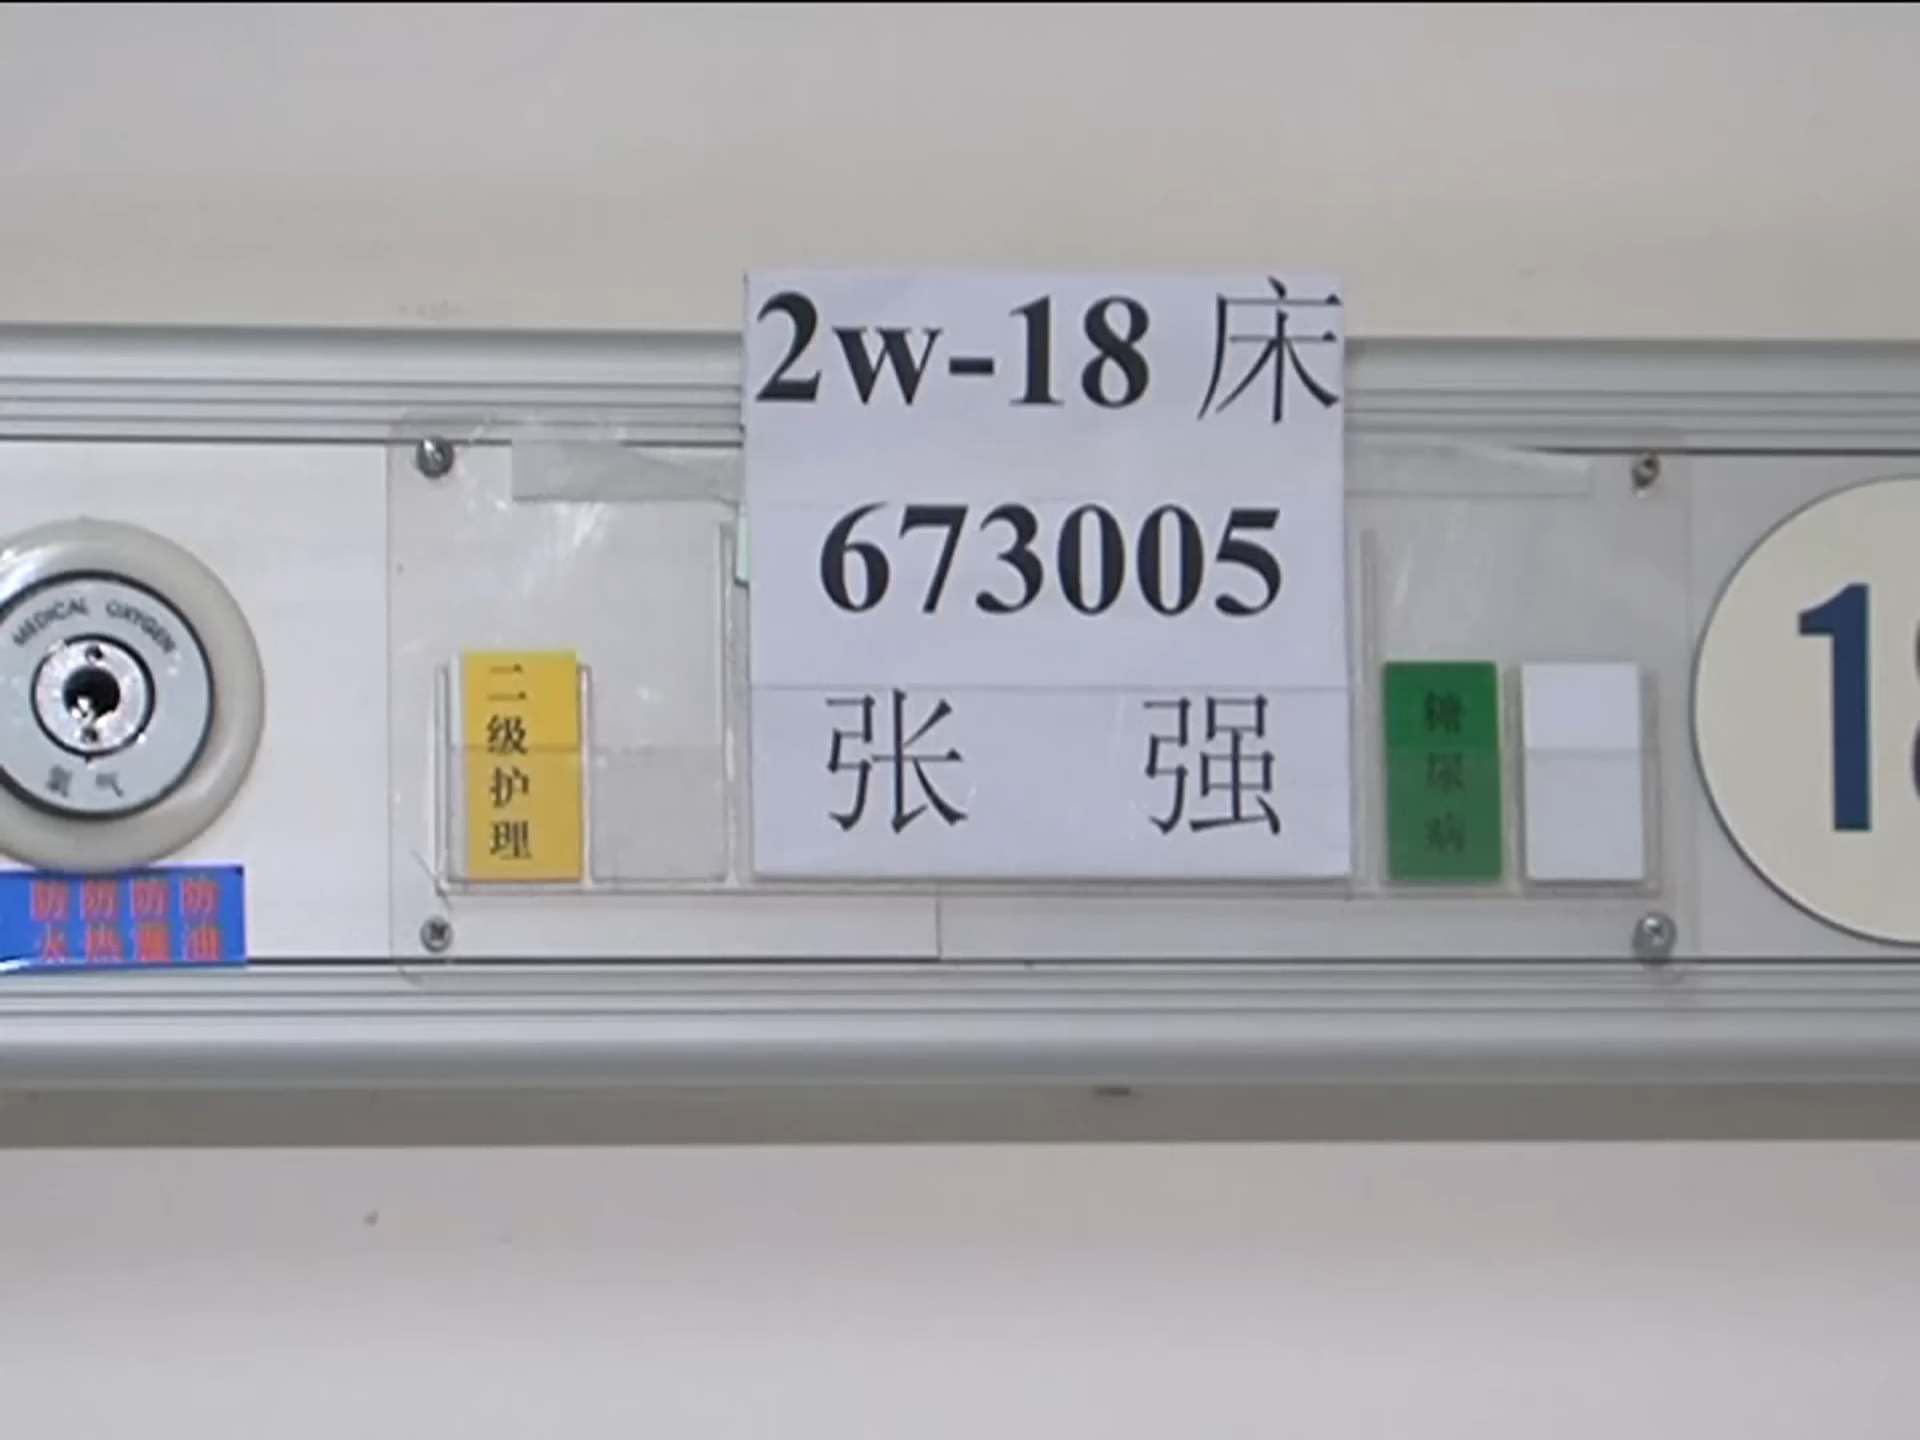 2w-18 床
673005
张 强
MEDICAL OXYGEN
氧气
防防防防
火热震油
二级护理
糖尿病
1